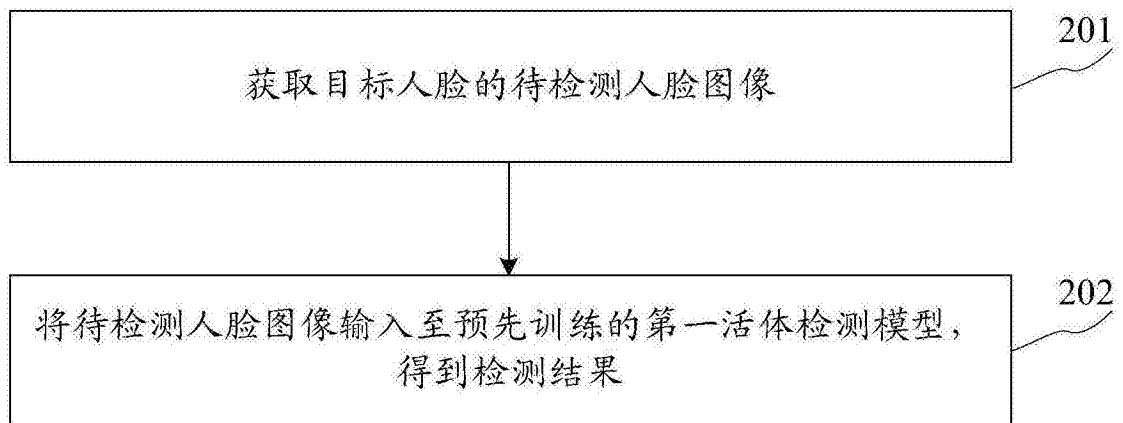 201
获取目标人脸的待检测人脸图像
202
将待检测人脸图像输入至预先训练的第一活体检测模型，
得到检测结果